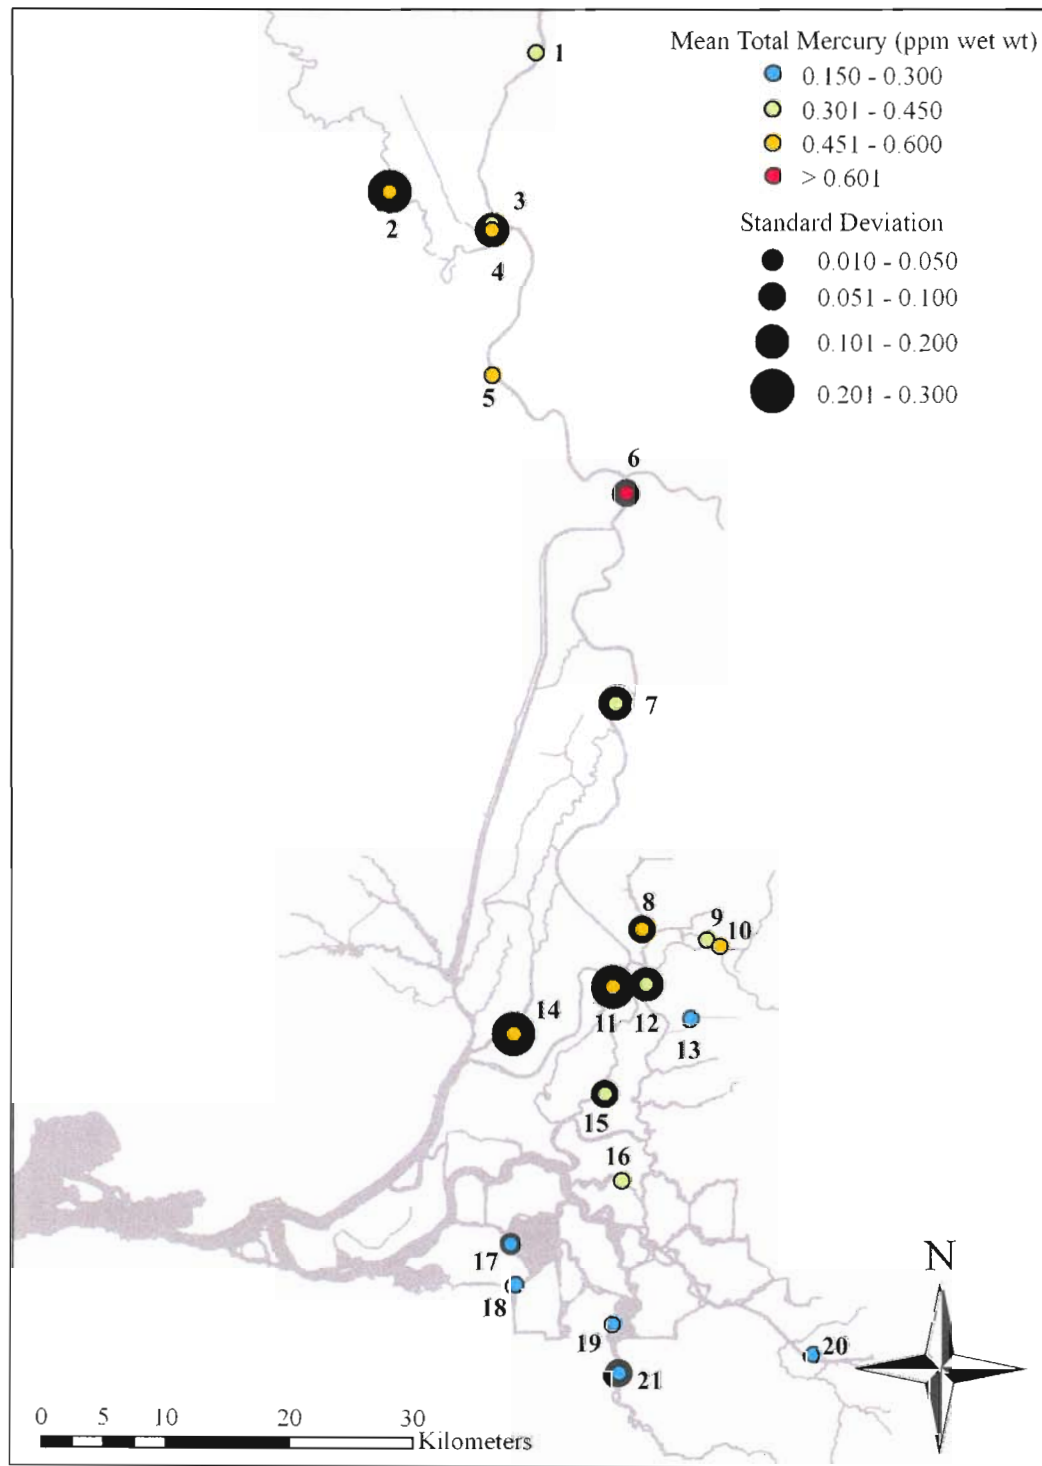 Mean Total Mercury (ppm wet wt)
0.150 - 0.300
0.301 - 0.450
0.451 - 0.600
> 0.601
Standard Deviation
0.010 - 0.050
0.051 - 0.100
0.101 - 0.200
0.201 - 0.300
1
2
3
4
5
6
7
8
9
10
11
12
13
14
15
16
17
18
19
20
21
N
0 5 10 20 30
Kilometers